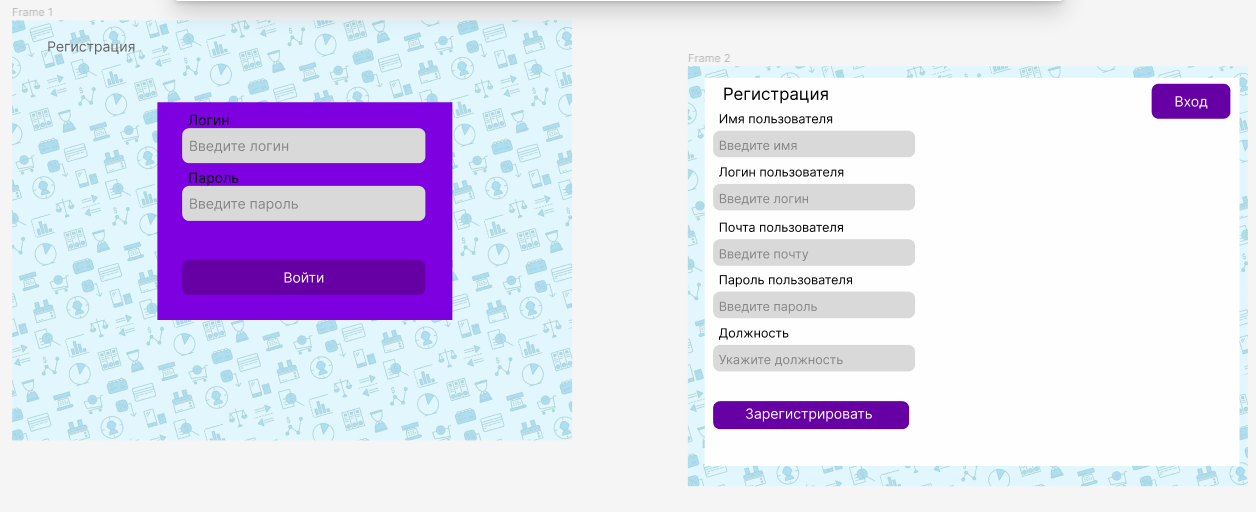 Frame 1
Регистрация
Логин
Введите логин
Пароль
Введите пароль
Войти
Frame 2
Регистрация
Вход
Имя пользователя
Введите имя
Логин пользователя
Введите логин
Почта пользователя
Введите почту
Пароль пользователя
Введите пароль
Должность
Укажите должность
Зарегистрировать